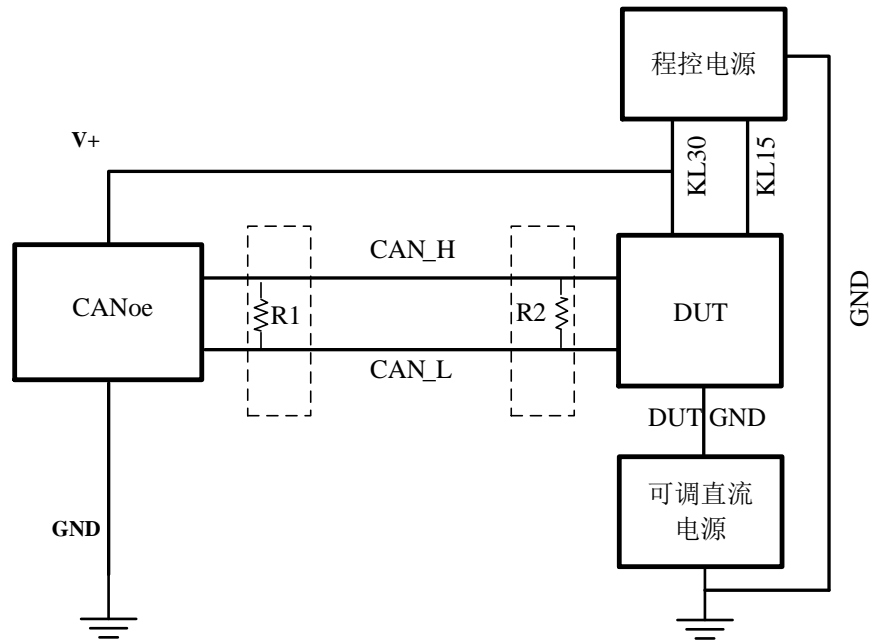 程控电源
V+
KL30
KL15
CAN_H
CANoe
R1
R2
DUT
GND
CAN_L
DUT GND
可调直流
电源
GND